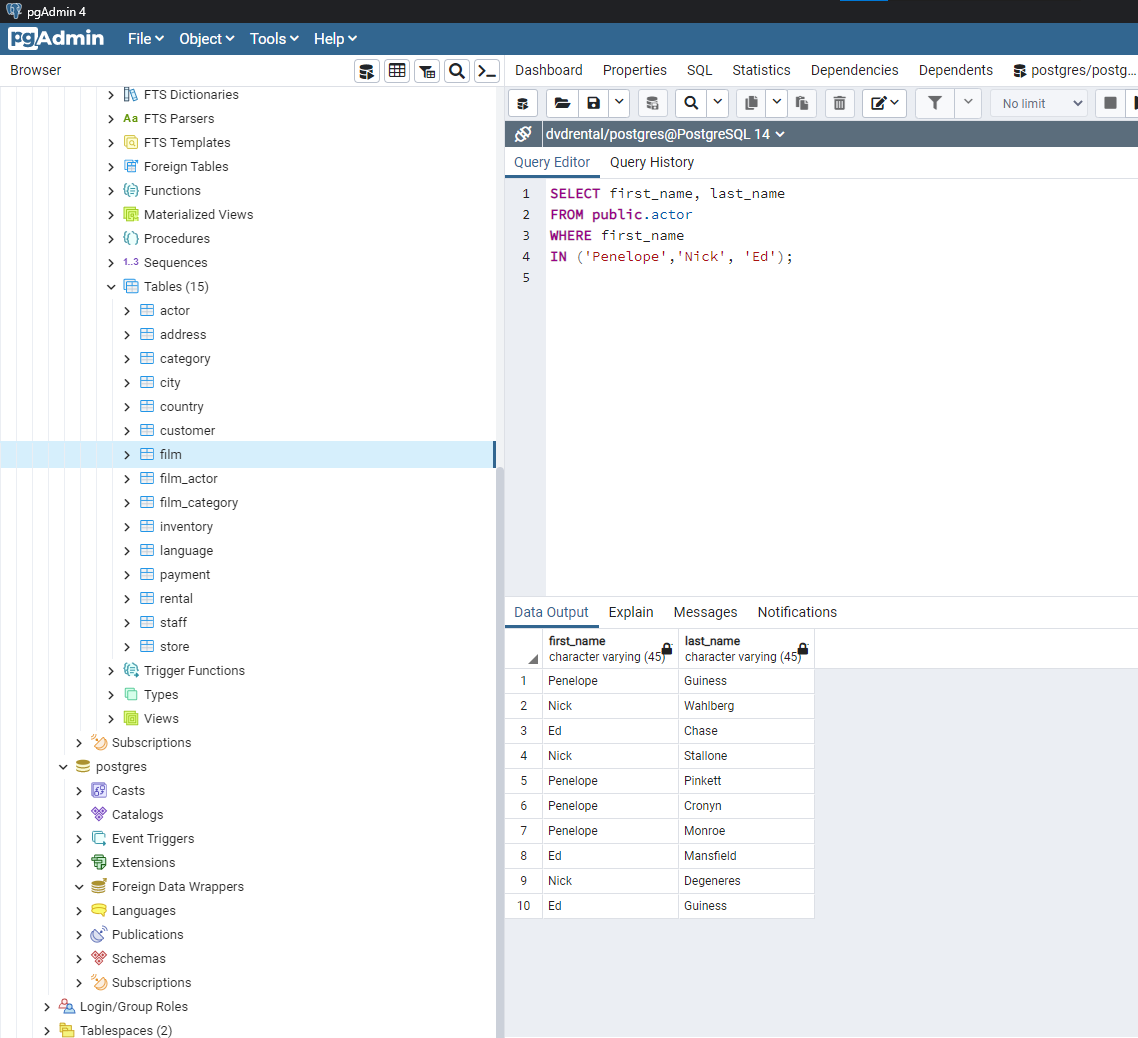 pgAdmin 4
pgAdmin File Object Tools Help
Browser
FTS Dictionaries
Aa FTS Parsers
FTS Templates
Foreign Tables
Functions
Materialized Views
Procedures
1..3 Sequences
Tables (15)
actor
address
category
city
country
customer
film
film_actor
film_category
inventory
language
payment
rental
staff
store
Trigger Functions
Types
Views
Subscriptions
postgres
Casts
Catalogs
Event Triggers
Extensions
Foreign Data Wrappers
Languages
Publications
Schemas
Subscriptions
Login/Group Roles
Tablespaces (2)
Dashboard Properties SQL Statistics Dependencies Dependents postgres/postg...
No limit
dvdrental/postgres@PostgreSQL 14
Query Editor Query History
1 SELECT first_name, last_name
2 FROM public.actor
3 WHERE first_name
4 IN ('Penelope','Nick', 'Ed');
5
Data Output Explain Messages Notifications
first_name last_name
character varying (45) character varying (45)
1 Penelope Guiness
2 Nick Wahlberg
3 Ed Chase
4 Nick Stallone
5 Penelope Pinkett
6 Penelope Cronyn
7 Penelope Monroe
8 Ed Mansfield
9 Nick Degeneres
10 Ed Guiness